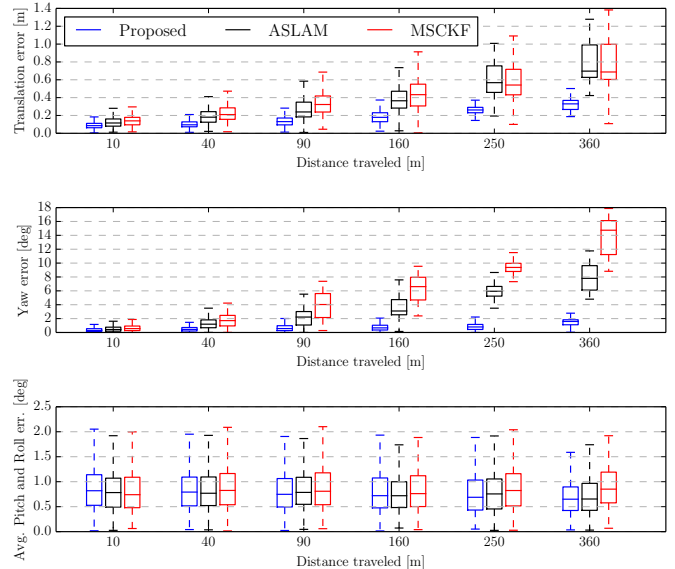 Translation error [m]
1.4
1.2
1.0
0.8
0.6
0.4
0.2
0.0
Proposed ASLAM MSCKF
10 40 90 160 250 360
Distance traveled [m]
Yaw error [deg]
18
16
14
12
10
8
6
4
2
0
10 40 90 160 250 360
Distance traveled [m]
Avg. Pitch and Roll err. [deg]
2.5
2.0
1.5
1.0
0.5
0.0
10 40 90 160 250 360
Distance traveled [m]